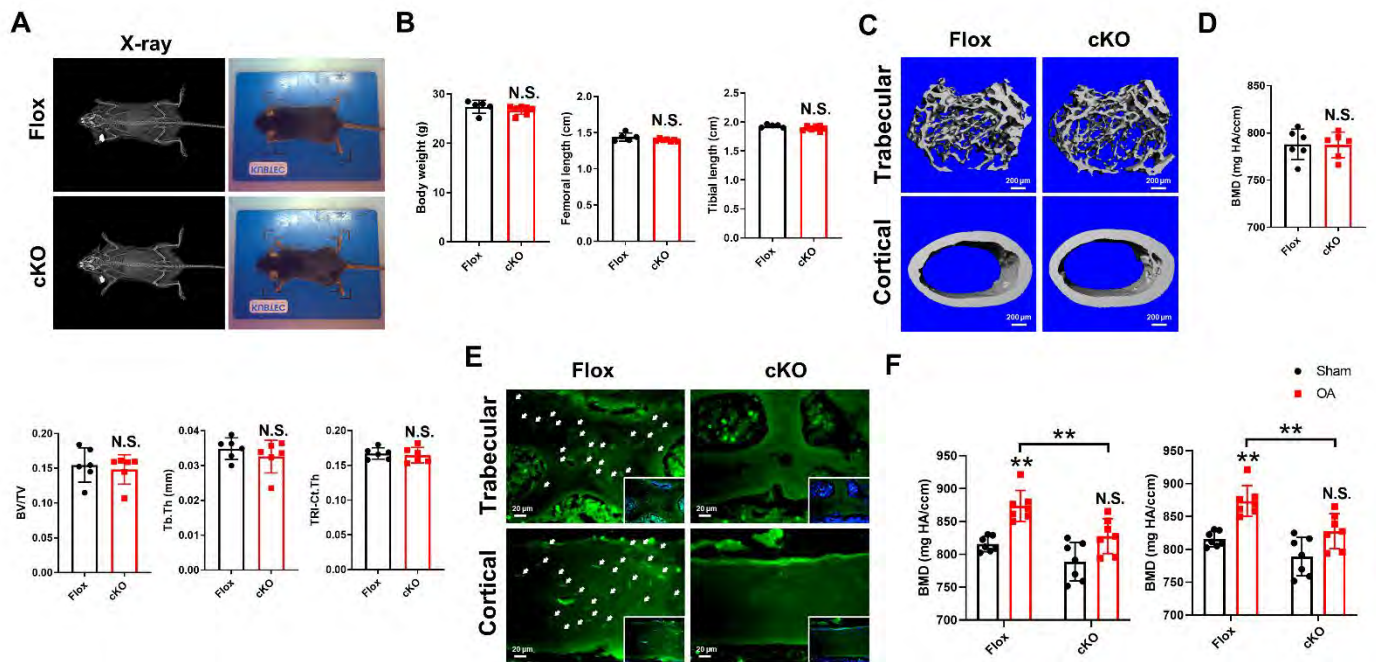 A
X-ray
Flox
cKO
KUBTEC
KUBTEC
B
Body weight (g)
30
20
10
0
N.S.
Flox
cKO
Femoral length (cm)
2.0
1.5
1.0
0.5
0.0
N.S.
Flox
cKO
Tibial length (cm)
2.5
2.0
1.5
1.0
0.5
0.0
N.S.
Flox
cKO
C
Flox
cKO
Trabecular
200 µm
200 µm
Cortical
200 µm
200 µm
D
BMD (mg HA/ccm)
850
800
750
700
N.S.
Flox
cKO
BV/TV
0.20
0.15
0.10
0.05
0.00
N.S.
Flox
cKO
Tb.Th (mm)
0.04
0.03
0.02
0.01
0.00
N.S.
Flox
cKO
TRI-Ct.Th
0.20
0.15
0.10
0.05
0.00
N.S.
Flox
cKO
E
Flox
cKO
Trabecular
20 µm
20 µm
Cortical
20 µm
20 µm
F
Sham
OA
BMD (mg HA/ccm)
950
900
850
800
750
700
**
**
N.S.
Flox
cKO
BMD (mg HA/ccm)
950
900
850
800
750
700
**
**
N.S.
Flox
cKO